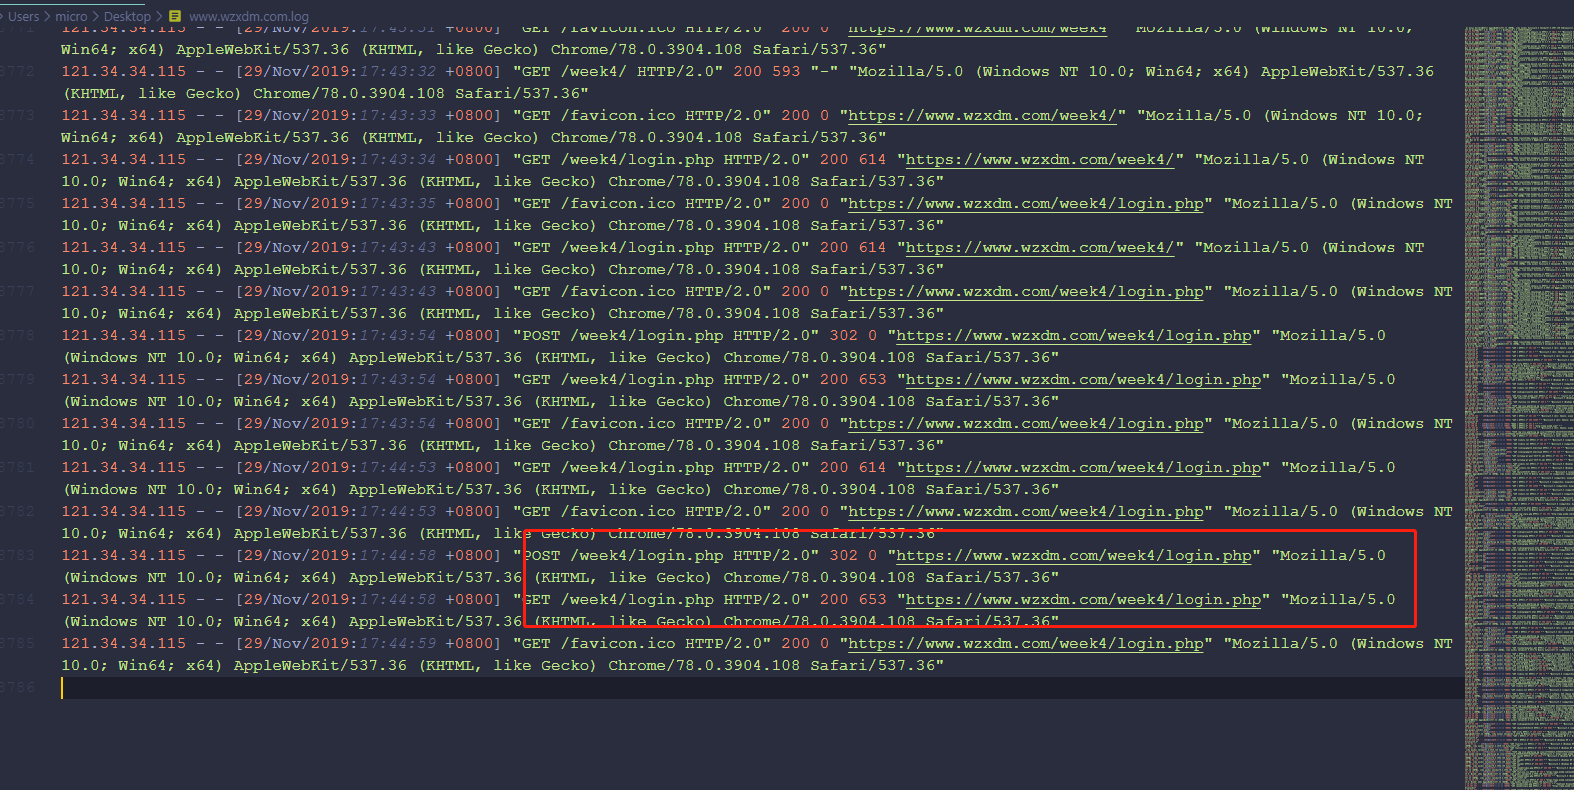 Users > micro > Desktop > www.wzxdm.com.log
121.34.34.115 - - [29/Nov/2019:17:43:31 +0800] "GET /favicon.ico HTTP/2.0" 200 0 "https://www.wzxdm.com/week4" "Mozilla/5.0 (Windows NT 10.0;
Win64; x64) AppleWebKit/537.36 (KHTML, like Gecko) Chrome/78.0.3904.108 Safari/537.36"
3772 121.34.34.115 - - [29/Nov/2019:17:43:32 +0800] "GET /week4/ HTTP/2.0" 200 593 "-" "Mozilla/5.0 (Windows NT 10.0; Win64; x64) AppleWebKit/537.36
(KHTML, like Gecko) Chrome/78.0.3904.108 Safari/537.36"
3773 121.34.34.115 - - [29/Nov/2019:17:43:33 +0800] "GET /favicon.ico HTTP/2.0" 200 0 "https://www.wzxdm.com/week4/" "Mozilla/5.0 (Windows NT 10.0;
Win64; x64) AppleWebKit/537.36 (KHTML, like Gecko) Chrome/78.0.3904.108 Safari/537.36"
3774 121.34.34.115 - - [29/Nov/2019:17:43:34 +0800] "GET /week4/login.php HTTP/2.0" 200 614 "https://www.wzxdm.com/week4/" "Mozilla/5.0 (Windows NT
10.0; Win64; x64) AppleWebKit/537.36 (KHTML, like Gecko) Chrome/78.0.3904.108 Safari/537.36"
3775 121.34.34.115 - - [29/Nov/2019:17:43:35 +0800] "GET /favicon.ico HTTP/2.0" 200 0 "https://www.wzxdm.com/week4/login.php" "Mozilla/5.0 (Windows NT
10.0; Win64; x64) AppleWebKit/537.36 (KHTML, like Gecko) Chrome/78.0.3904.108 Safari/537.36"
3776 121.34.34.115 - - [29/Nov/2019:17:43:43 +0800] "GET /week4/login.php HTTP/2.0" 200 614 "https://www.wzxdm.com/week4/" "Mozilla/5.0 (Windows NT
10.0; Win64; x64) AppleWebKit/537.36 (KHTML, like Gecko) Chrome/78.0.3904.108 Safari/537.36"
3777 121.34.34.115 - - [29/Nov/2019:17:43:43 +0800] "GET /favicon.ico HTTP/2.0" 200 0 "https://www.wzxdm.com/week4/login.php" "Mozilla/5.0 (Windows NT
10.0; Win64; x64) AppleWebKit/537.36 (KHTML, like Gecko) Chrome/78.0.3904.108 Safari/537.36"
3778 121.34.34.115 - - [29/Nov/2019:17:43:54 +0800] "POST /week4/login.php HTTP/2.0" 302 0 "https://www.wzxdm.com/week4/login.php" "Mozilla/5.0
(Windows NT 10.0; Win64; x64) AppleWebKit/537.36 (KHTML, like Gecko) Chrome/78.0.3904.108 Safari/537.36"
3779 121.34.34.115 - - [29/Nov/2019:17:43:54 +0800] "GET /week4/login.php HTTP/2.0" 200 653 "https://www.wzxdm.com/week4/login.php" "Mozilla/5.0
(Windows NT 10.0; Win64; x64) AppleWebKit/537.36 (KHTML, like Gecko) Chrome/78.0.3904.108 Safari/537.36"
3780 121.34.34.115 - - [29/Nov/2019:17:43:54 +0800] "GET /favicon.ico HTTP/2.0" 200 0 "https://www.wzxdm.com/week4/login.php" "Mozilla/5.0 (Windows NT
10.0; Win64; x64) AppleWebKit/537.36 (KHTML, like Gecko) Chrome/78.0.3904.108 Safari/537.36"
3781 121.34.34.115 - - [29/Nov/2019:17:44:53 +0800] "GET /week4/login.php HTTP/2.0" 200 614 "https://www.wzxdm.com/week4/login.php" "Mozilla/5.0
(Windows NT 10.0; Win64; x64) AppleWebKit/537.36 (KHTML, like Gecko) Chrome/78.0.3904.108 Safari/537.36"
3782 121.34.34.115 - - [29/Nov/2019:17:44:53 +0800] "GET /favicon.ico HTTP/2.0" 200 0 "https://www.wzxdm.com/week4/login.php" "Mozilla/5.0 (Windows NT
10.0; Win64; x64) AppleWebKit/537.36 (KHTML, like Gecko) Chrome/78.0.3904.108 Safari/537.36"
3783 121.34.34.115 - - [29/Nov/2019:17:44:58 +0800] "POST /week4/login.php HTTP/2.0" 302 0 "https://www.wzxdm.com/week4/login.php" "Mozilla/5.0
(Windows NT 10.0; Win64; x64) AppleWebKit/537.36 (KHTML, like Gecko) Chrome/78.0.3904.108 Safari/537.36"
3784 121.34.34.115 - - [29/Nov/2019:17:44:58 +0800] "GET /week4/login.php HTTP/2.0" 200 653 "https://www.wzxdm.com/week4/login.php" "Mozilla/5.0
(Windows NT 10.0; Win64; x64) AppleWebKit/537.36 (KHTML, like Gecko) Chrome/78.0.3904.108 Safari/537.36"
3785 121.34.34.115 - - [29/Nov/2019:17:44:59 +0800] "GET /favicon.ico HTTP/2.0" 200 0 "https://www.wzxdm.com/week4/login.php" "Mozilla/5.0 (Windows NT
10.0; Win64; x64) AppleWebKit/537.36 (KHTML, like Gecko) Chrome/78.0.3904.108 Safari/537.36"
3786